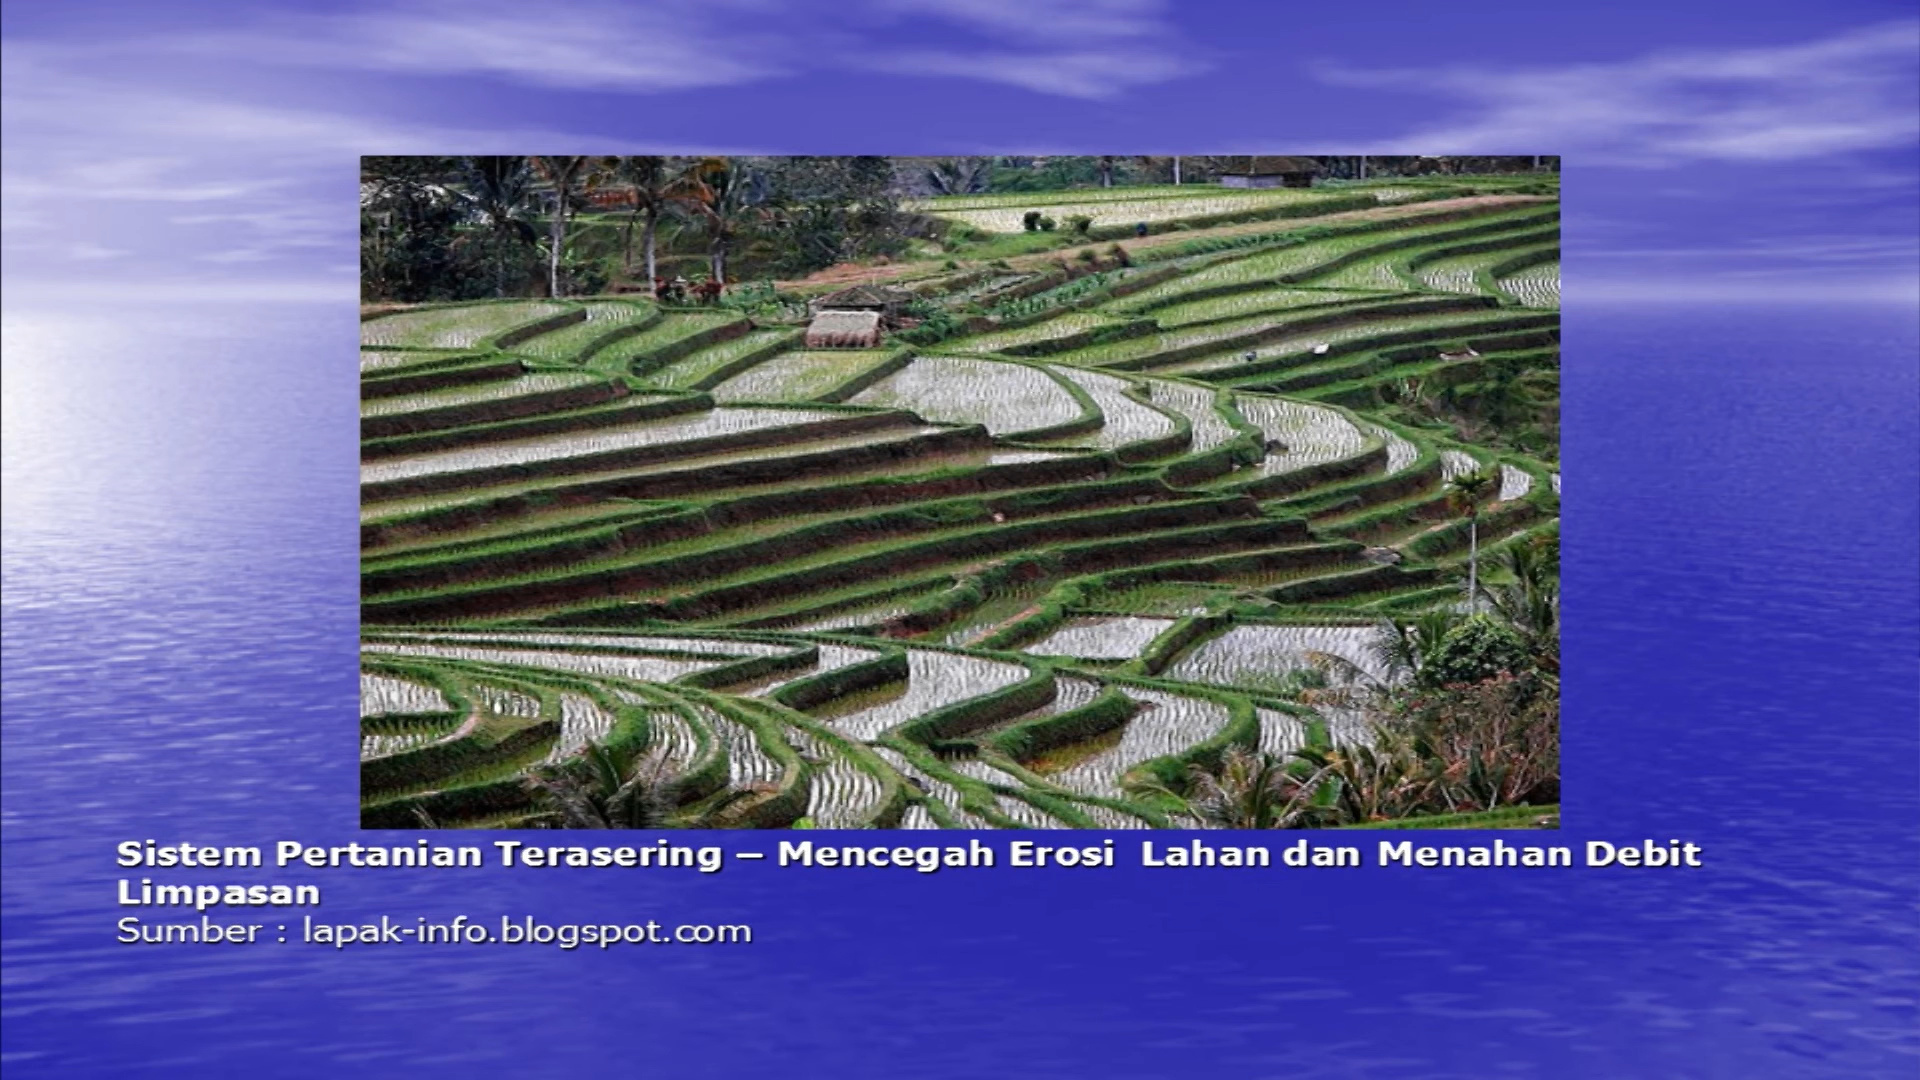 Sistem Pertanian Terasering – Mencegah Erosi  Lahan dan Menahan Debit
Limpasan
Sumber : lapak-info.blogspot.com